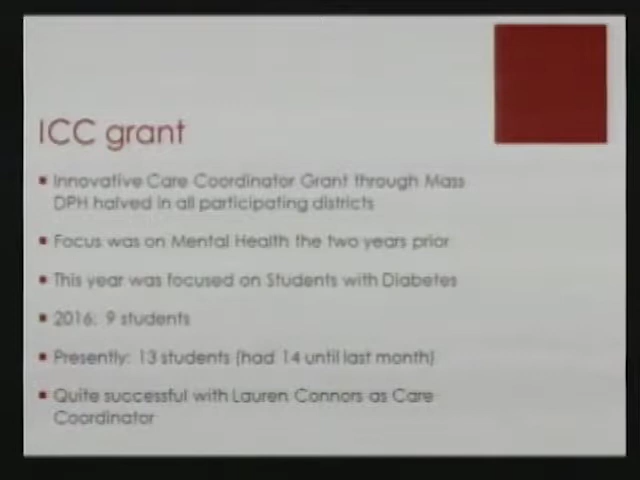 ICC grant
Innovative Care Coordinator Grant through Mass
DPH halved in all participating districts
Focus was on Mental Health the two years prior
This year was focused on Students with Diabetes
2016: 9 students
Presently: 13 students (had 14 until last month)
Quite successful with Lauren Connors as Care
Coordinator